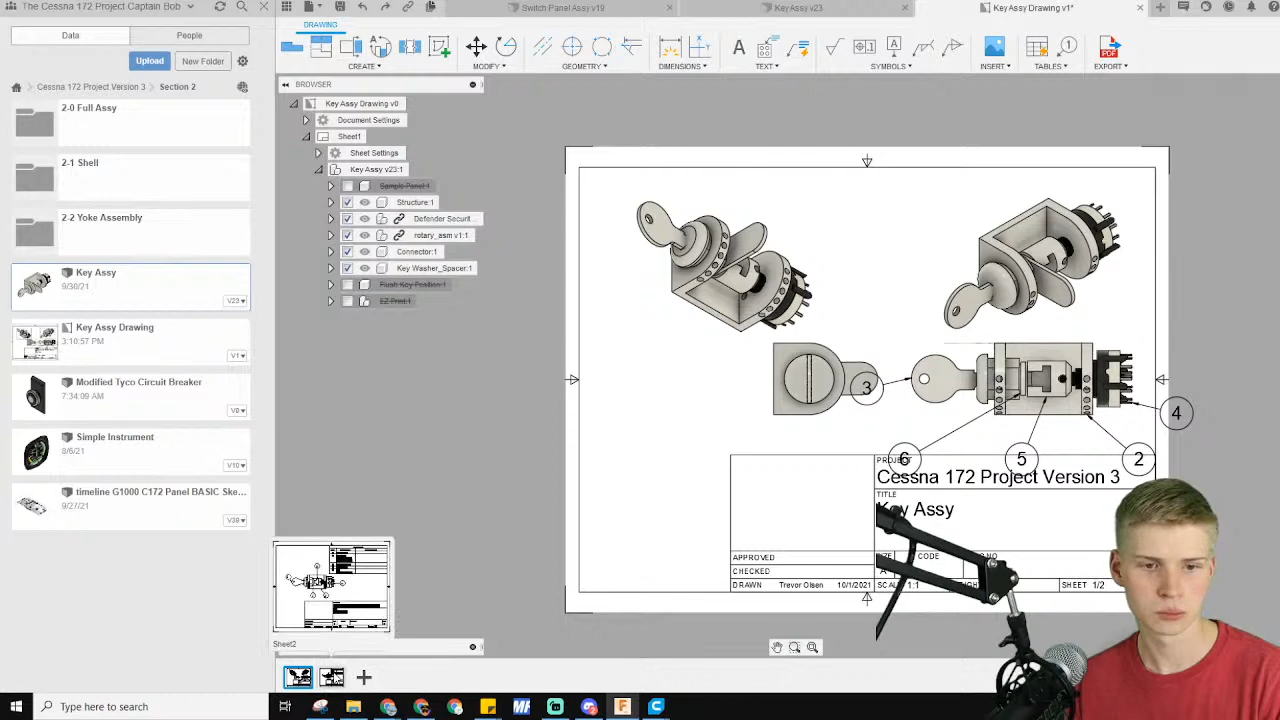 The Cessna 172 Project Captain Bob
Switch Panel Assy v19
Key Assy v23
Key Assy Drawing v1*
Data
People
DRAWING
CREATE
MODIFY
GEOMETRY
DIMENSIONS
TEXT
SYMBOLS
INSERT
TABLES
EXPORT
Upload
New Folder
Cessna 172 Project Version 3
Section 2
BROWSER
Key Assy Drawing v0
Document Settings
Sheet1
Sheet Settings
Key Assy v23:1
Sample Panel:1
Structure:1
Defender Securit...
rotary_asm v1:1
Connector:1
Key Washer_Spacer:1
Flush Key Position:1
EZ Print:1
2-0 Full Assy
2-1 Shell
2-2 Yoke Assembly
Key Assy
9/30/21
V23
Key Assy Drawing
3:10:57 PM
V1
Modified Tyco Circuit Breaker
7:34:09 AM
V9
Simple Instrument
8/6/21
V10
timeline G1000 C172 Panel BASIC Ske...
9/27/21
V39
3
4
6
5
2
PROJECT
Cessna 172 Project Version 3
TITLE
Key Assy
APPROVED
CHECKED
DRAWN
Trevor Olsen
10/1/2021
CODE
1:1
SHEET 1/2
Sheet2
PDF
Type here to search